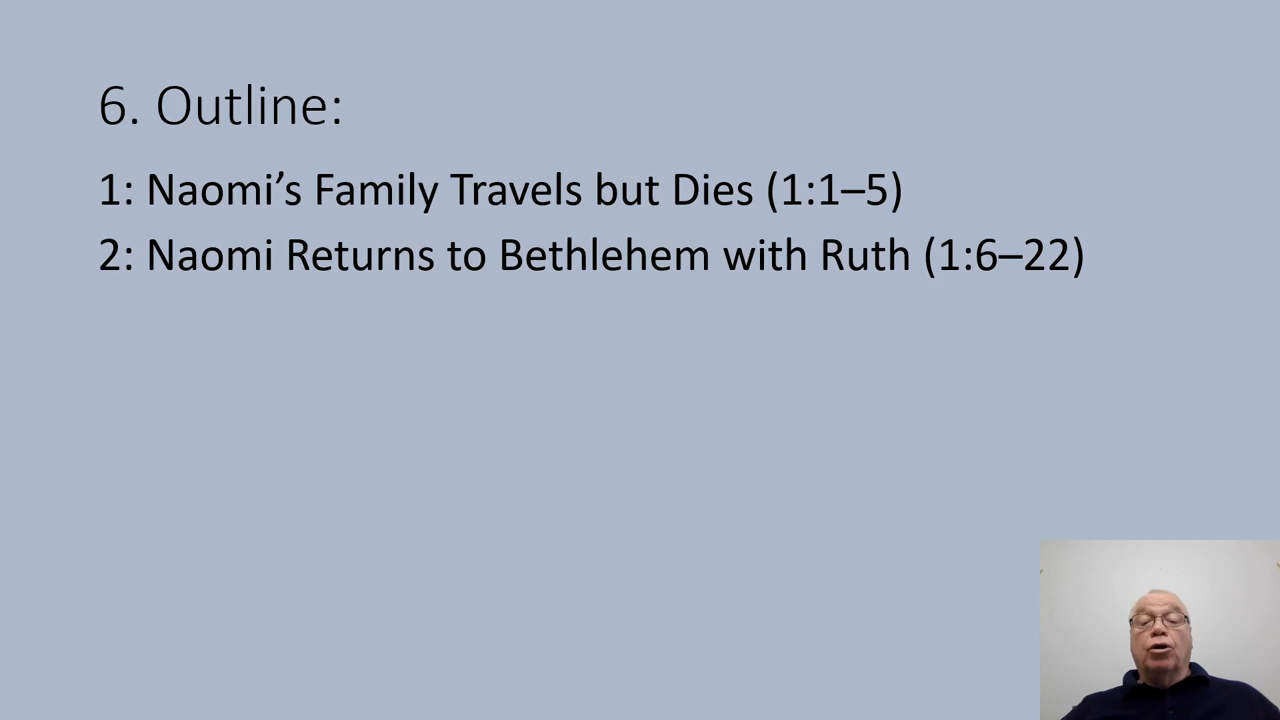 6. Outline:
1: Naomi’s Family Travels but Dies (1:1–5)
2: Naomi Returns to Bethlehem with Ruth (1:6–22)